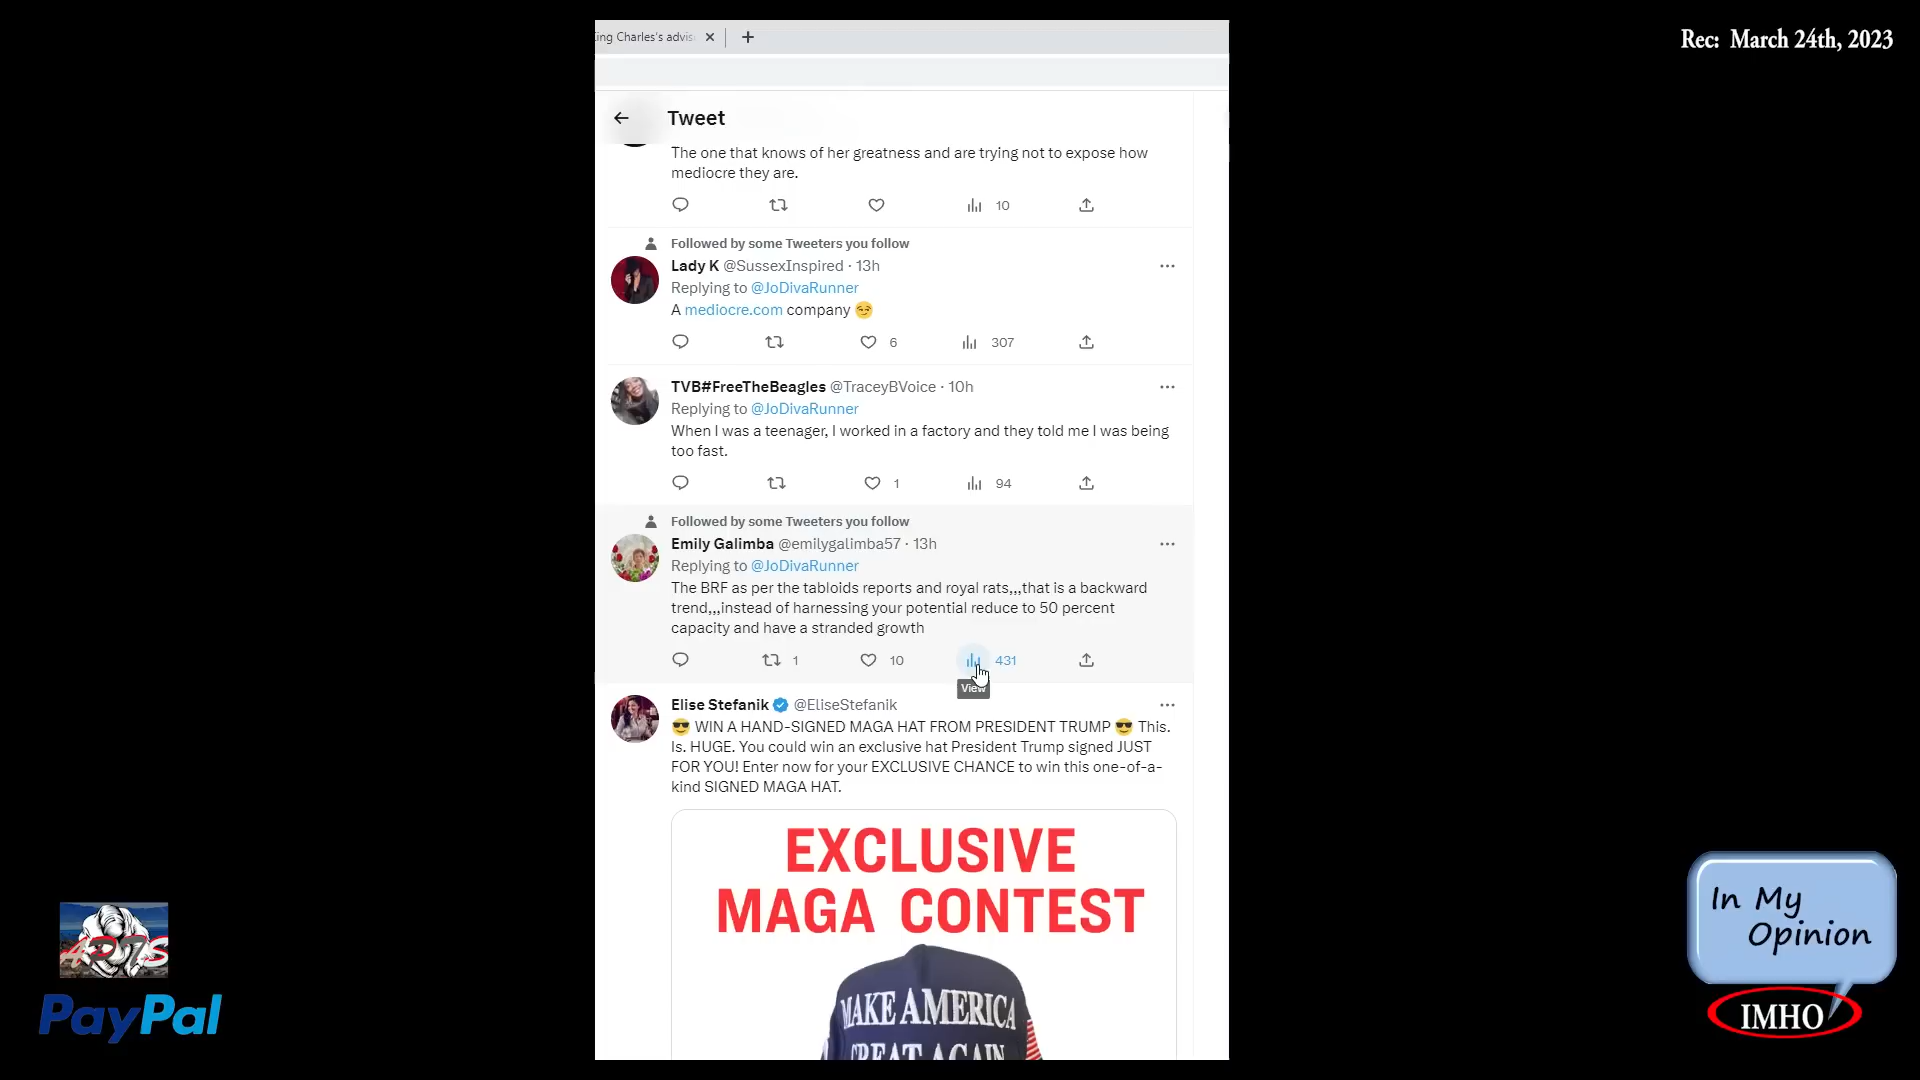 Rec: March 24th, 2023
King Charles's advis
Tweet
The one that knows of her greatness and are trying not to expose how
mediocre they are.
10
Followed by some Tweeters you follow
Lady K @SussexInspired · 13h
Replying to @JoDivaRunner
A mediocre.com company 😏
6 307
TVB#FreeTheBeagles @TraceyBVoice · 10h
Replying to @JoDivaRunner
When I was a teenager, I worked in a factory and they told me I was being
too fast.
1 94
Followed by some Tweeters you follow
Emily Galimba @emilygalimba57 · 13h
Replying to @JoDivaRunner
The BRF as per the tabloids reports and royal rats,,,that is a backward
trend,,,instead of harnessing your potential reduce to 50 percent
capacity and have a stranded growth
1 10 431
View
Elise Stefanik @EliseStefanik
😎 WIN A HAND-SIGNED MAGA HAT FROM PRESIDENT TRUMP 😎 This.
Is. HUGE. You could win an exclusive hat President Trump signed JUST
FOR YOU! Enter now for your EXCLUSIVE CHANCE to win this one-of-a-
kind SIGNED MAGA HAT.
EXCLUSIVE
MAGA CONTEST
MAKE AMERICA
GREAT AGAIN
PayPal
In My
Opinion
IMHO